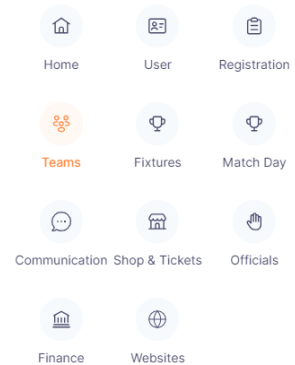 Home User Registration
Teams Fixtures Match Day
Communication Shop & Tickets Officials
Finance Websites